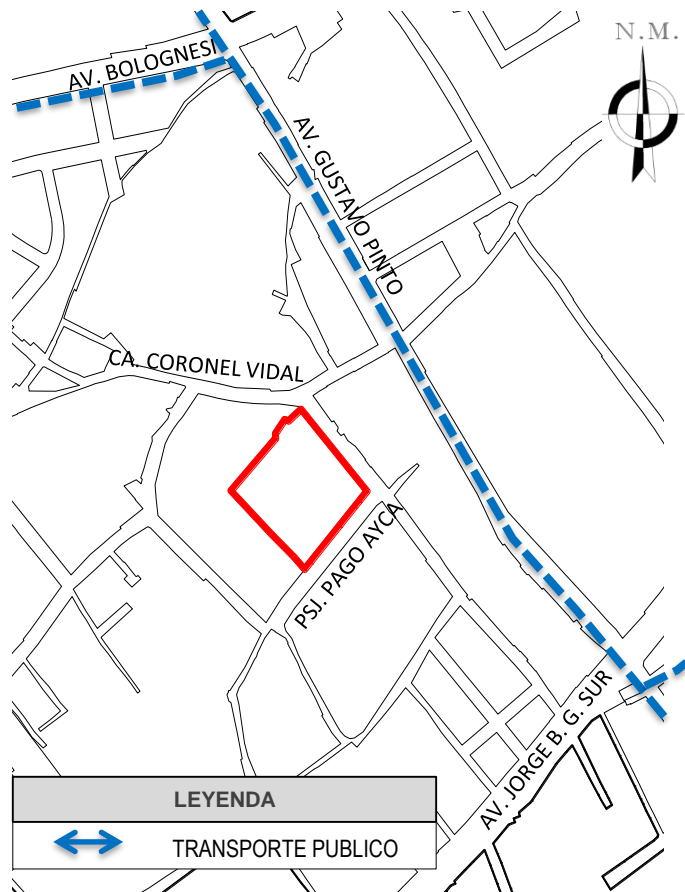 N.M.
AV. BOLOGNESI
AV. GUSTAVO PINTO
CA. CORONEL VIDAL
PSJ. PAGO AYCA
AV. JORGE B. G. SUR
LEYENDA
TRANSPORTE PUBLICO